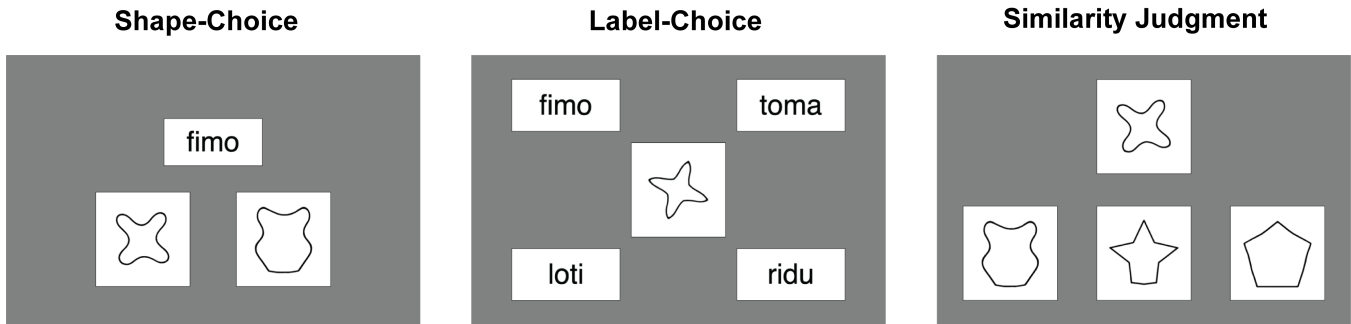 Shape-Choice
Label-Choice
Similarity Judgment
fimo
fimo
toma
loti
ridu